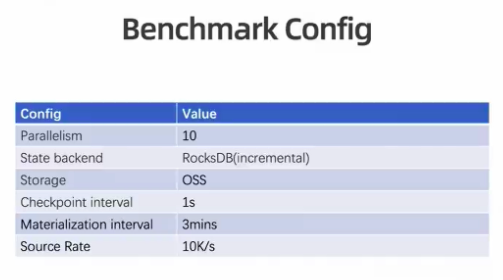 Benchmark Config
Config Value
Parallelism 10
State backend RocksDB(incremental)
Storage OSS
Checkpoint interval 1s
Materialization interval 3mins
Source Rate 10K/s